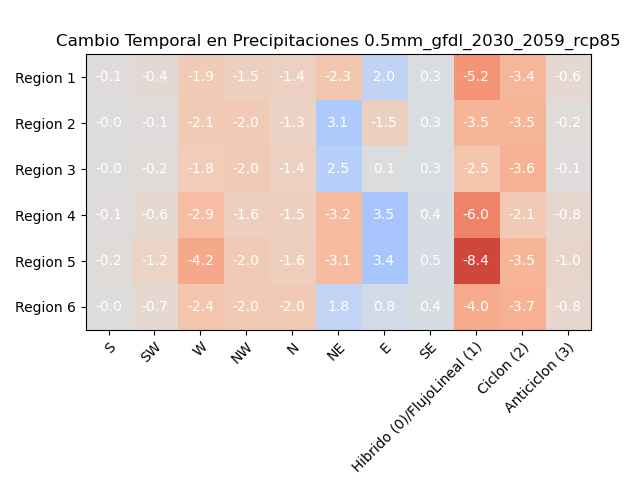 Cambio Temporal en Precipitaciones 0.5mm_gfdl_2030_2059_rcp85
Region 1 -0.1 -0.4 -1.9 -1.5 -1.4 -2.3 2.0 0.3 -5.2 -3.4 -0.6
Region 2 -0.0 -0.1 -2.1 -2.0 -1.3 3.1 -1.5 0.3 -3.5 -3.5 -0.2
Region 3 -0.0 -0.2 -1.8 -2.0 -1.4 2.5 0.1 0.3 -2.5 -3.6 -0.1
Region 4 -0.1 -0.6 -2.9 -1.6 -1.5 -3.2 3.5 0.4 -6.0 -2.1 -0.8
Region 5 -0.2 -1.2 -4.2 -2.0 -1.6 -3.1 3.4 0.5 -8.4 -3.5 -1.0
Region 6 -0.0 -0.7 -2.4 -2.0 -2.0 1.8 0.8 0.4 -4.0 -3.7 -0.8
S
SW
W
NW
N
NE
E
SE
Hibrido (0)/FlujoLineal (1)
Ciclon (2)
Anticiclon (3)